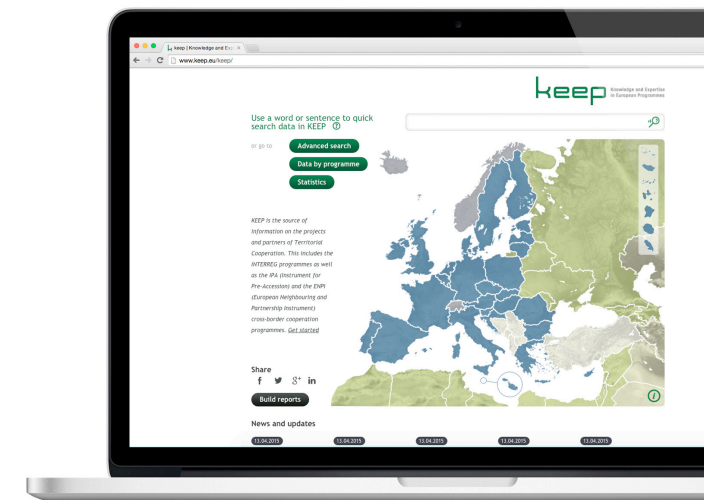 keep | Knowledge and Exp
www.keep.eu/keep/
keep
Knowledge and Expertise
in European Programmes
Use a word or sentence to quick
search data in KEEP ?
or go to
Advanced search
Data by programme
Statistics
KEEP is the source of
information on the projects
and partners of Territorial
Cooperation. This includes the
INTERREG programmes as well
as the IPA (Instrument for
Pre-Accession) and the ENPI
(European Neighbouring and
Partnership Instrument)
cross-border cooperation
programmes. Get started
Share
f g+ in
Build reports
i
News and updates
13.04.2015 13.04.2015 13.04.2015 13.04.2015 13.04.2015